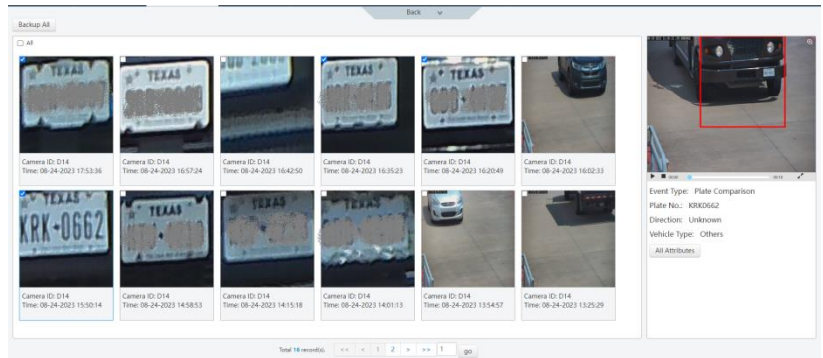 Back
Backup All
All
TEXAS
TEXAS
TEXAS
TEXAS
Camera ID: D14
Time: 08-24-2023 17:53:36
Camera ID: D14
Time: 08-24-2023 16:57:24
Camera ID: D14
Time: 08-24-2023 16:42:50
Camera ID: D14
Time: 08-24-2023 16:35:23
Camera ID: D14
Time: 08-24-2023 16:20:49
Camera ID: D14
Time: 08-24-2023 16:02:33
TEXAS
KRK-0662
TEXAS
TEXAS
TEXAS
Camera ID: D14
Time: 08-24-2023 15:50:14
Camera ID: D14
Time: 08-24-2023 14:58:53
Camera ID: D14
Time: 08-24-2023 14:15:18
Camera ID: D14
Time: 08-24-2023 14:01:13
Camera ID: D14
Time: 08-24-2023 13:54:57
Camera ID: D14
Time: 08-24-2023 13:25:29
Total 18 record(s). << < 1 2 > >> 1 go
Event Type: Plate Comparison
Plate No.: KRK0662
Direction: Unknown
Vehicle Type: Others
All Attributes